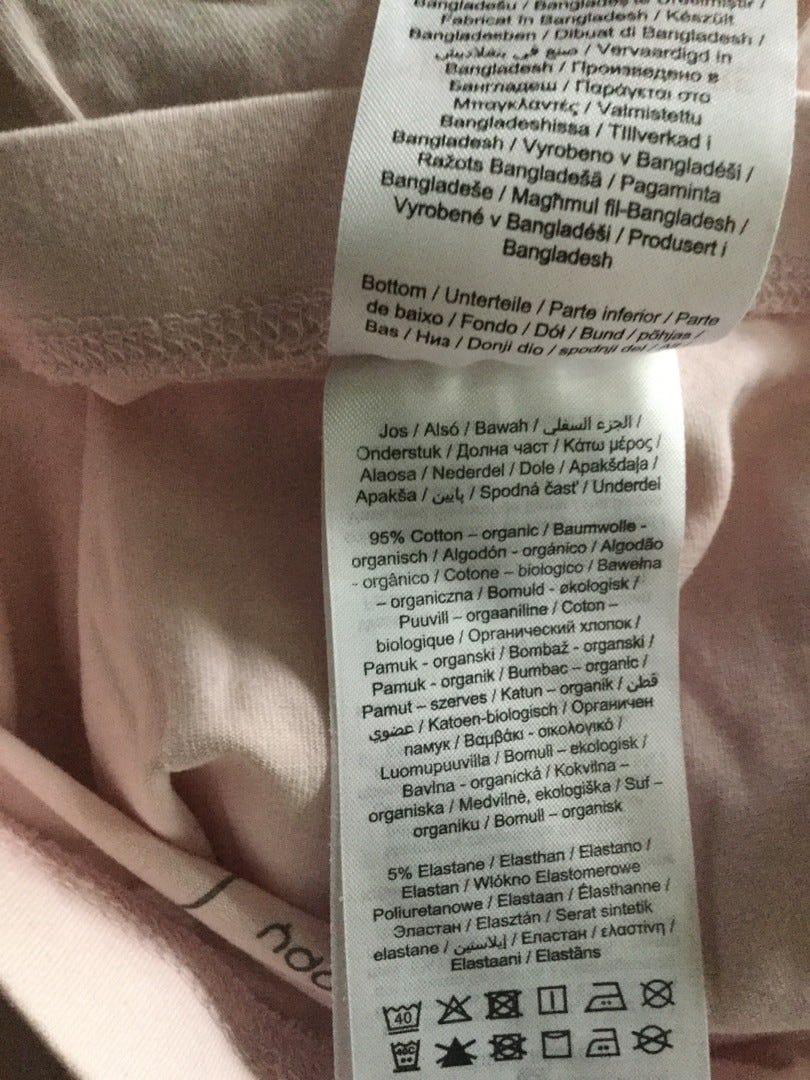 Bangladesu / Bangladeş'te Üretilmiştir /
Fabricat în Bangladesh / Készült
Bangladesben / Dibuat di Bangladesh /
صنع في بنغلاديش / Vervaardigd in
Bangladesh / Произведено в
Бангладеш / Παράγεται στο
Μπαγκλαντές / Valmistettu
Bangladeshissa / Tillverkad i
Bangladesh / Vyrobeno v Bangladéši /
Ražots Bangladešā / Pagaminta
Bangladeše / Magħmul fil-Bangladesh /
Vyrobené v Bangladéši / Produsert i
Bangladesh
Bottom / Unterteile / Parte inferior / Parte
de baixo / Fondo / Dół / Bund / põhjas /
Bas / Низ / Donji dio / spodnji del /
Jos / Alsó / Bawah / الجزء السفلي /
Onderstuk / Долна част / Κάτω μέρος /
Alaosa / Nederdel / Dole / Apakšdaļa /
Apakša / پایین / Spodná časť / Underdel
95% Cotton – organic / Baumwolle -
organisch / Algodón - orgánico / Algodão
- orgânico / Cotone – biologico / Bawełna
– organiczna / Bomuld - økologisk /
Puuvill – orgaaniline / Coton –
biologique / Органический хлопок /
Pamuk - organski / Bombaž - organski /
Pamuk - organik / Bumbac – organic /
Pamut – szerves / Katun – organik / قطن
عضوي / Katoen-biologisch / Органичен
памук / Βαμβάκι - οικολογικό /
Luomupuuvilla / Bomull – ekologisk /
Bavlna - organická / Kokvilna –
organiska / Medvilnė, ekologiška / Suf –
organiku / Bomull – organisk
5% Elastane / Elasthan / Elastano /
Elastan / Włókno Elastomerowe
Poliuretanowe / Elastaan / Élasthanne /
Эластан / Elasztán / Serat sintetik
elastane / إيلاستين / Еластан / ελαστίνη /
Elastaani / Elastāns
40